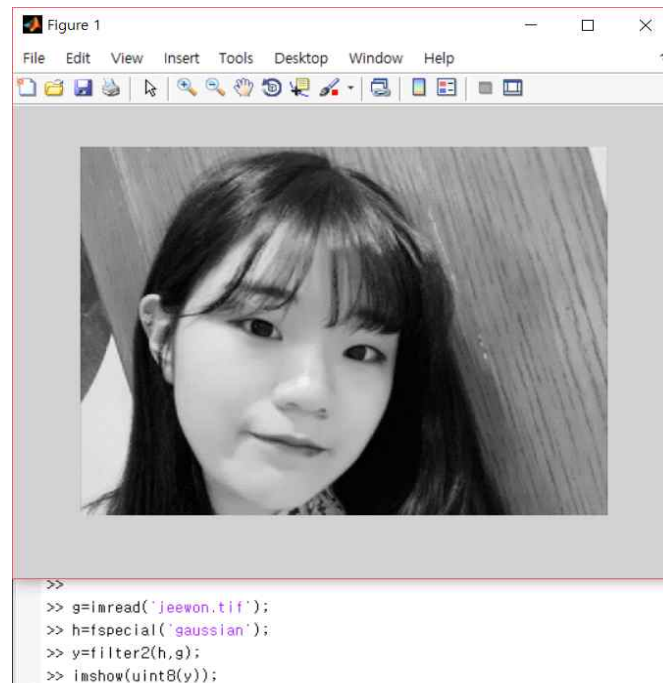 Figure 1
File Edit View Insert Tools Desktop Window Help
>>
>> g=imread('jeewon.tif');
>> h=fspecial('gaussian');
>> y=filter2(h,g);
>> imshow(uint8(y));